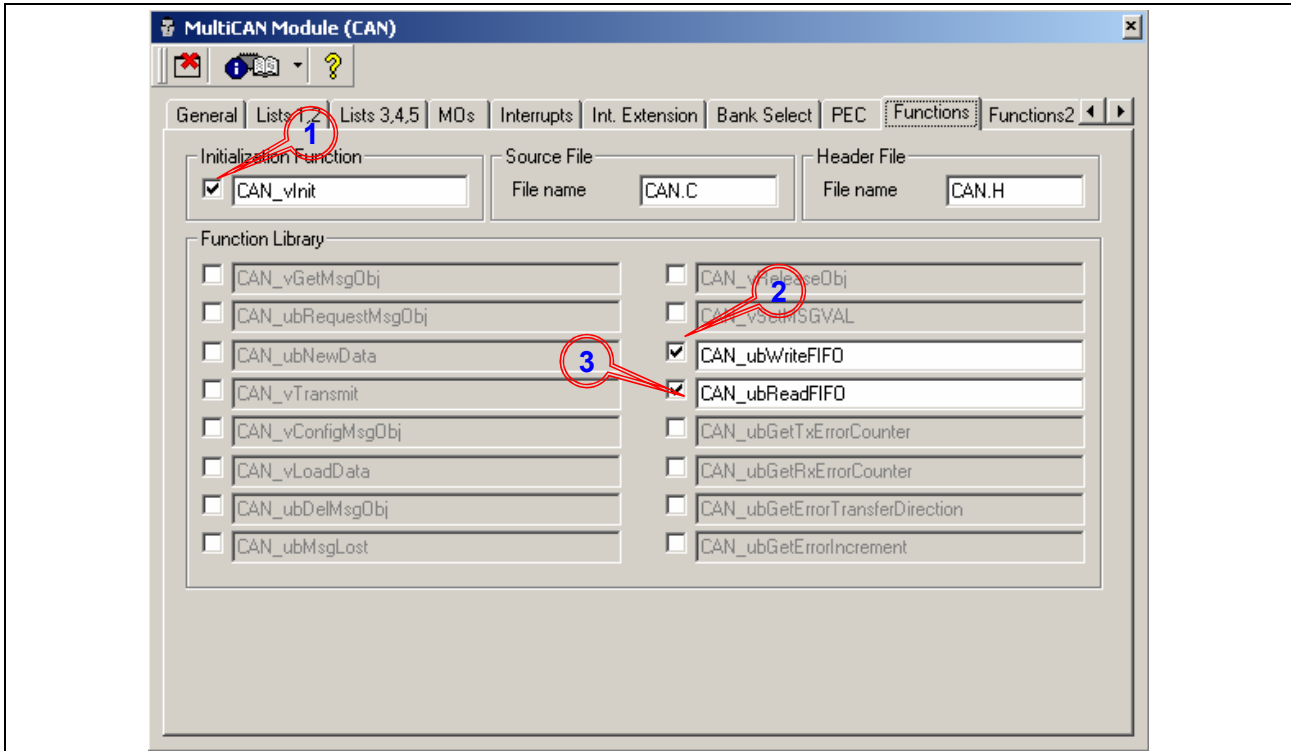 MultiCAN Module (CAN)
General Lists 1,2 Lists 3,4,5 MOs Interrupts Int. Extension Bank Select PEC Functions Functions2
1
Initialization Function Source File Header File
CAN_vInit File name CAN.C File name CAN.H
Function Library
CAN_vGetMsgObj CAN_vReleaseObj
2
CAN_ubRequestMsgObj CAN_vSetMSGVAL
CAN_ubNewData CAN_ubWriteFIFO
3
CAN_vTransmit CAN_ubReadFIFO
CAN_vConfigMsgObj CAN_ubGetTxErrorCounter
CAN_vLoadData CAN_ubGetRxErrorCounter
CAN_ubDelMsgObj CAN_ubGetErrorTransferDirection
CAN_ubMsgLost CAN_ubGetErrorIncrement